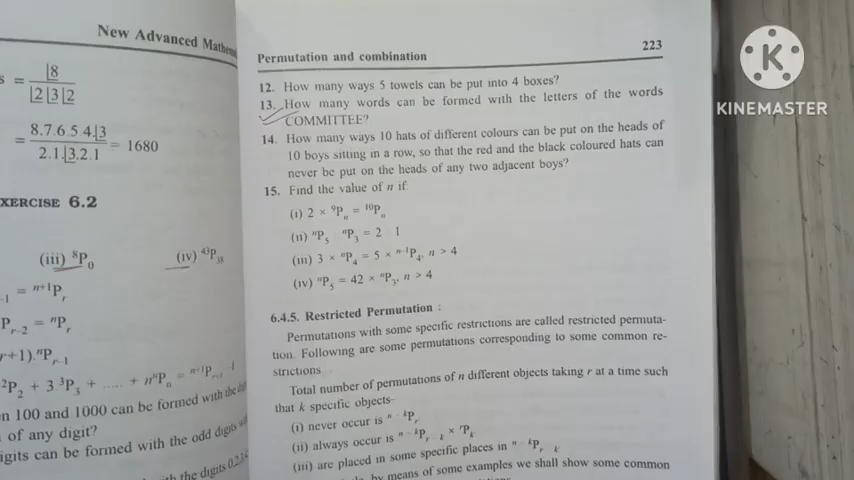 New Advanced Mathe
s = |8
|2|3|2
= 8.7.6.5.4.|3
2.1.|3.2.1 = 1680
EXERCISE 6.2
(iii) ⁸P₀ (iv) ⁴³P₃₈
₋₁ = ⁿ⁺¹Pᵣ
Pᵣ₋₂ = ⁿPᵣ
r+1).ⁿPᵣ₋₁
²P₂ + 3.³P₃ + ..... + nⁿPₙ = ⁿ⁺¹Pₙ₊₁ – 1
n 100 and 1000 can be formed with the
of any digit?
igits can be formed with the odd digits
the digits 0,2,3,
Permutation and combination 223
12. How many ways 5 towels can be put into 4 boxes?
13. How many words can be formed with the letters of the words
COMMITTEE?
14. How many ways 10 hats of different colours can be put on the heads of
10 boys sitting in a row, so that the red and the black coloured hats can
never be put on the heads of any two adjacent boys?
15. Find the value of n if
(i) 2 × ⁹Pₙ = ¹⁰Pₙ
(ii) ⁿP₅ ⁿP₃ = 2 1
(iii) 3 × ⁿP₄ = 5 × ⁿ⁻¹P₄, n > 4
(iv) ⁿP₅ = 42 × ⁿP₃, n > 4
6.4.5. Restricted Permutation :
Permutations with some specific restrictions are called restricted permuta-
tion. Following are some permutations corresponding to some common re-
strictions
Total number of permutations of n different objects taking r at a time such
that k specific objects-
(i) never occur is ⁿ⁻ᵏPᵣ
(ii) always occur is ⁿ⁻ᵏPᵣ₋ₖ × ʳPₖ
(iii) are placed in some specific places in ⁿ⁻ᵏPᵣ₋ₖ
by means of some examples we shall show some common
K
KINEMASTER